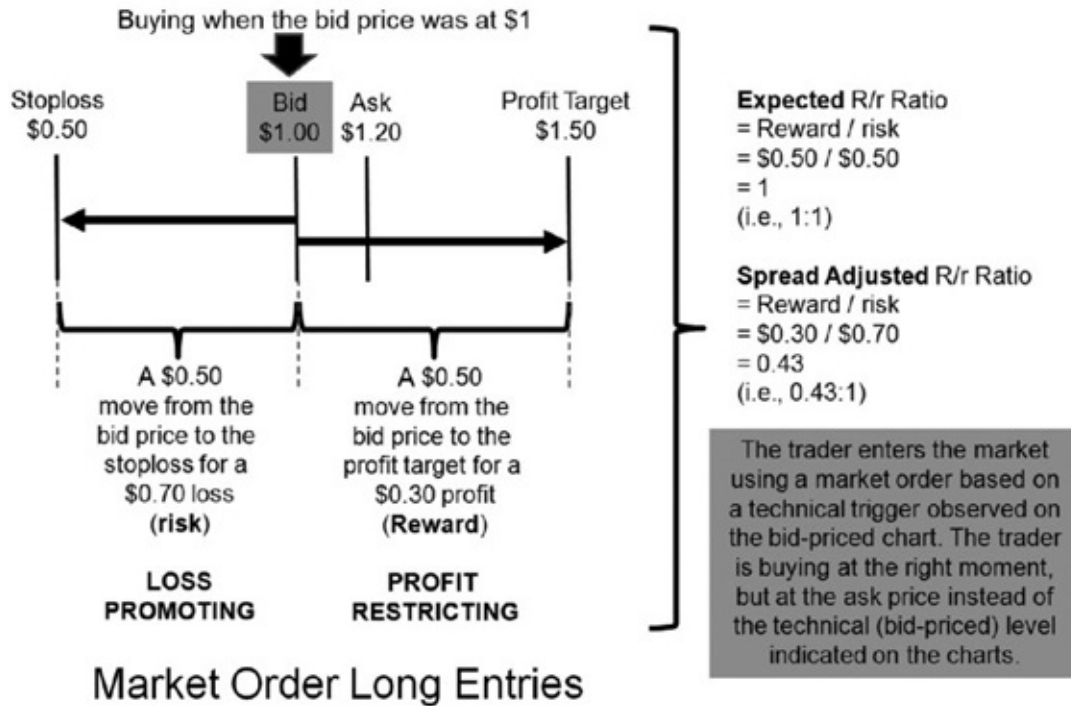 Buying when the bid price was at $1
Stoploss
$0.50
Bid
$1.00
Ask
$1.20
Profit Target
$1.50
A $0.50
move from the
bid price to the
stoploss for a
$0.70 loss
(risk)
LOSS
PROMOTING
A $0.50
move from the
bid price to the
profit target for a
$0.30 profit
(Reward)
PROFIT
RESTRICTING
Expected R/r Ratio
= Reward / risk
= $0.50 / $0.50
= 1
(i.e., 1:1)
Spread Adjusted R/r Ratio
= Reward / risk
= $0.30 / $0.70
= 0.43
(i.e., 0.43:1)
The trader enters the market
using a market order based on
a technical trigger observed on
the bid-priced chart. The trader
is buying at the right moment,
but at the ask price instead of
the technical (bid-priced) level
indicated on the charts.
Market Order Long Entries